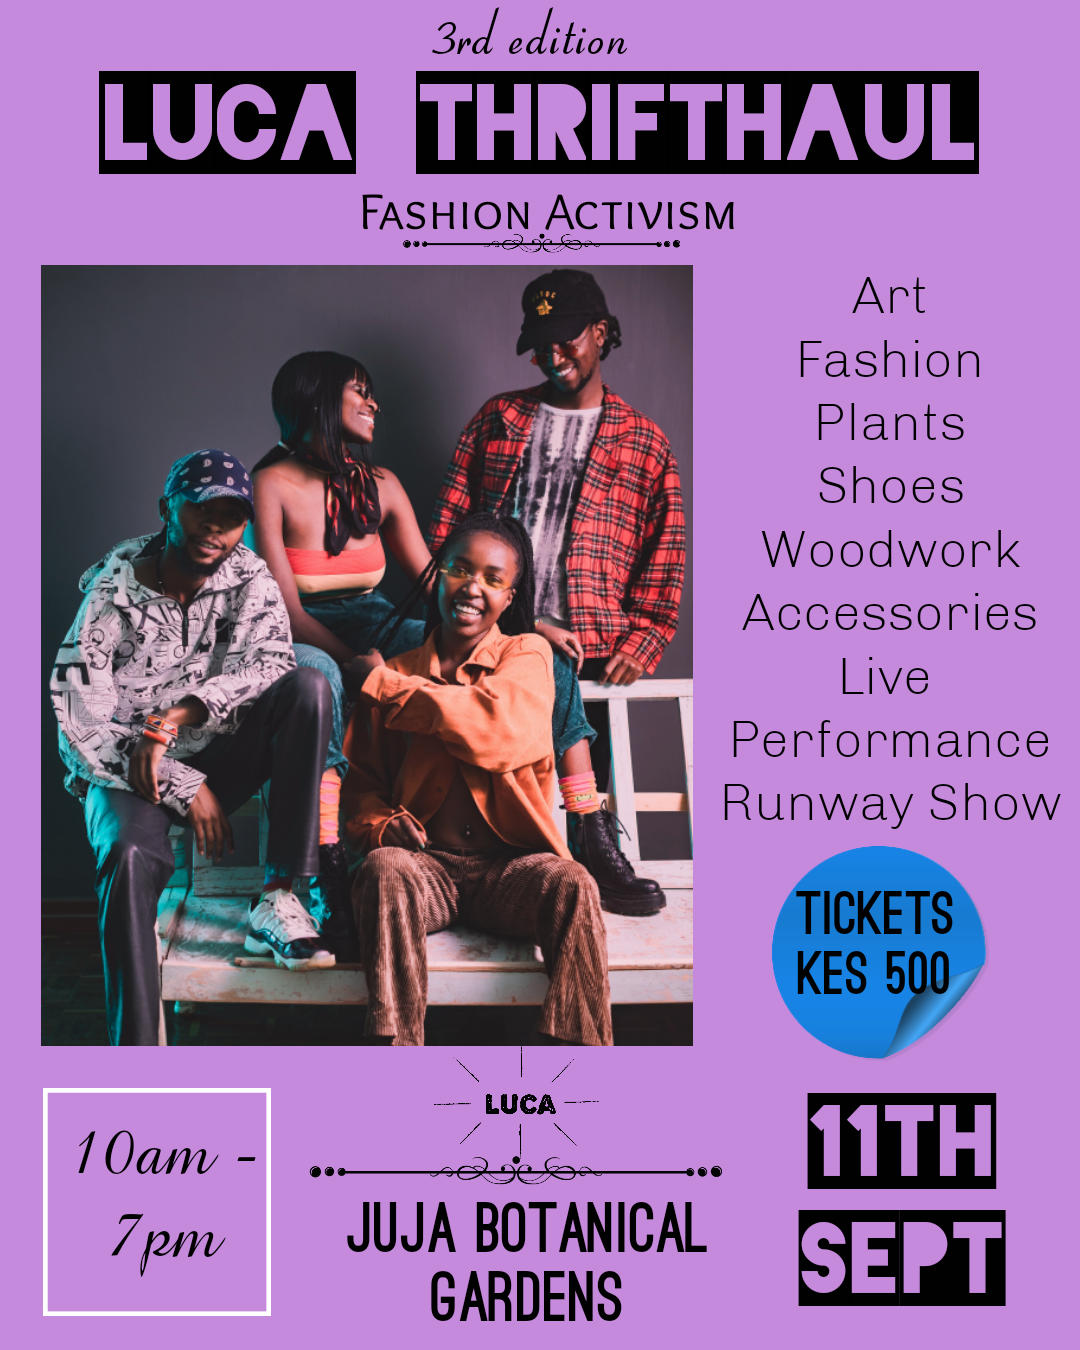 3rd edition
LUCA THRIFTHAUL
FASHION ACTIVISM
Art
Fashion
Plants
Shoes
Woodwork
Accessories
Live
Performance
Runway Show
TICKETS
KES 500
LUCA
10am -
7pm
JUJA BOTANICAL
GARDENS
11TH
SEPT